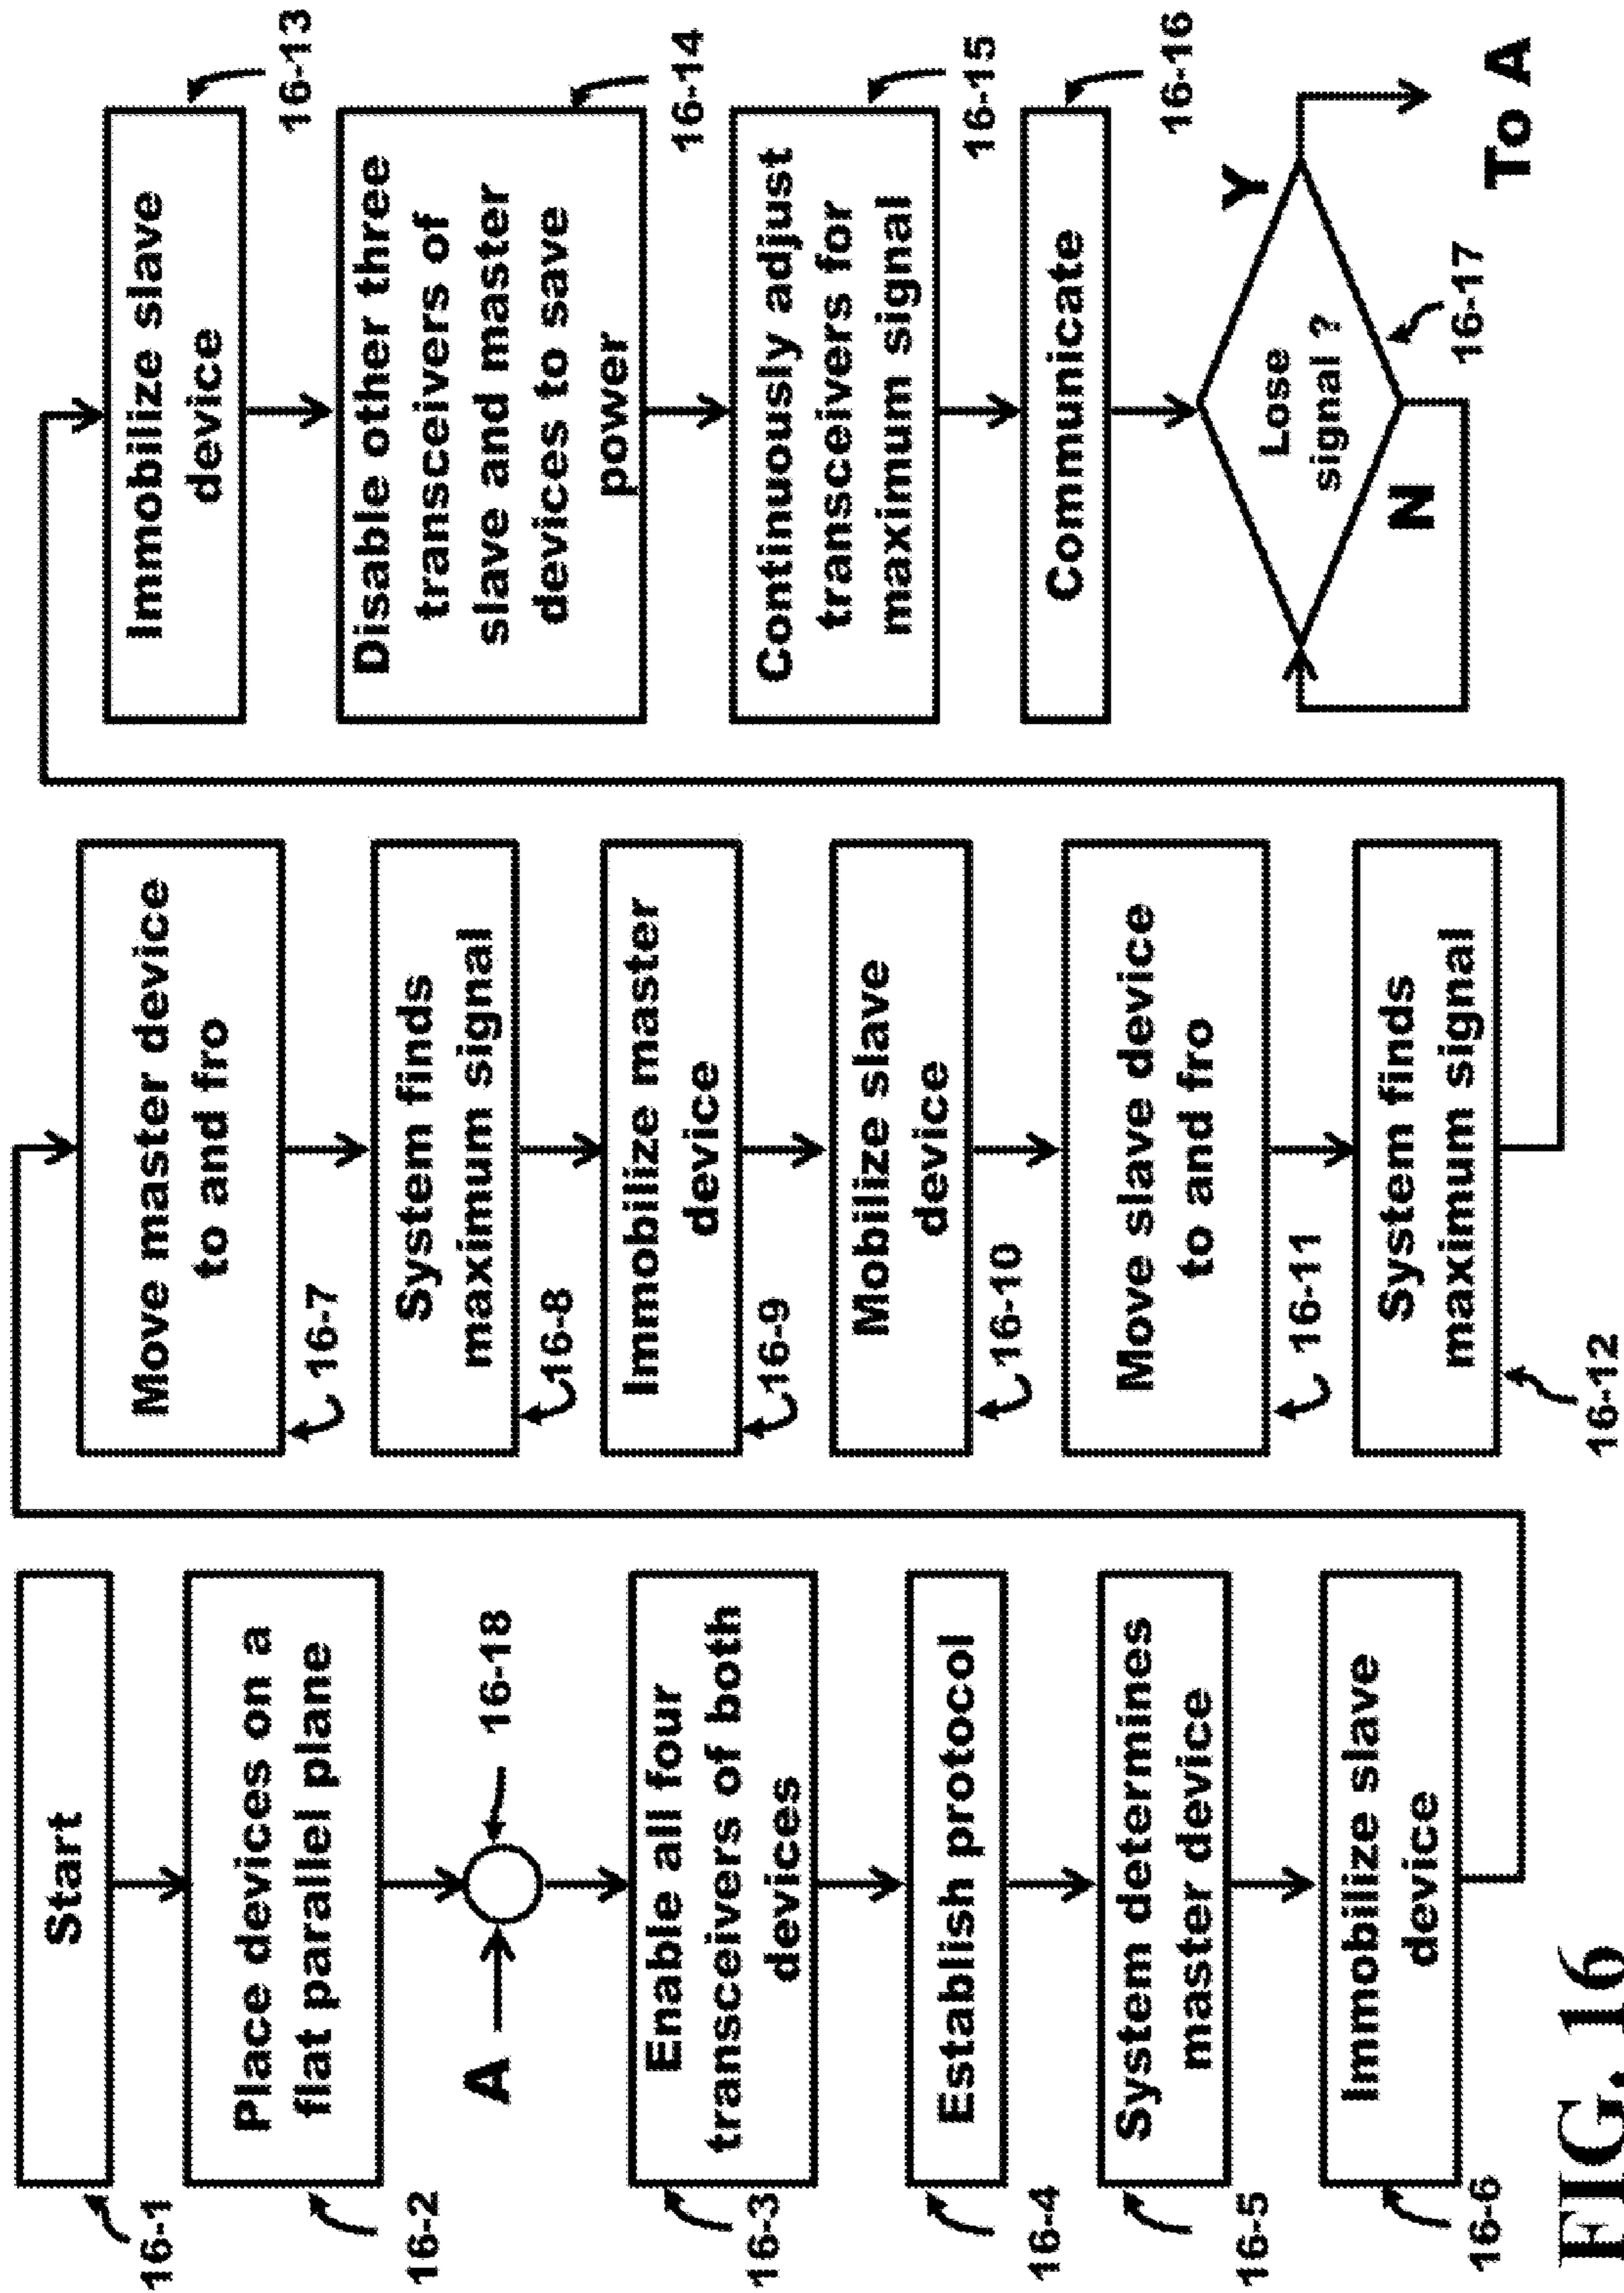 Start
16-1
Place devices on a
flat parallel plane
16-2
A
16-18
Enable all four
transceivers of both
devices
16-3
Establish protocol
16-4
System determines
master device
16-5
Immobilize slave
device
16-6
Move master device
to and fro
16-7
System finds
maximum signal
16-8
Immobilize master
device
16-9
Mobilize slave
device
16-10
Move slave device
to and fro
16-11
System finds
maximum signal
16-12
Immobilize slave
device
16-13
Disable other three
transceivers of
slave and master
devices to save
power
16-14
Continuously adjust
transceivers for
maximum signal
16-15
Communicate
16-16
Lose
signal ?
Y
N
16-17
To A
FIG. 16